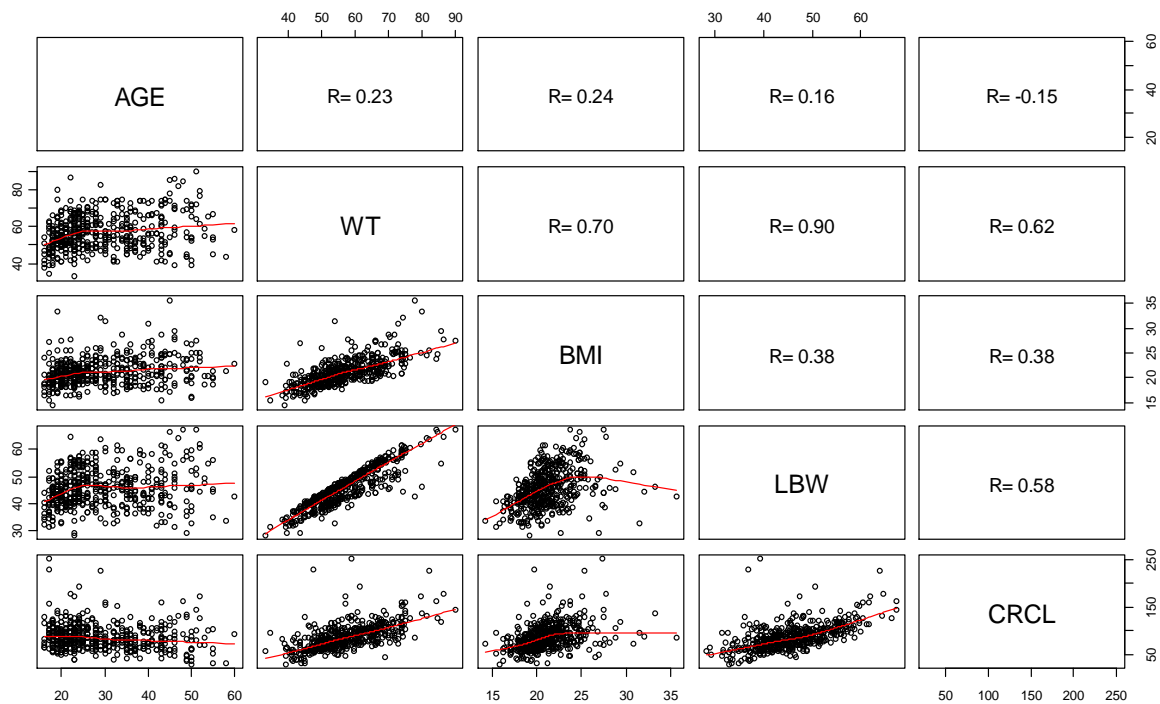 40 50 60 70 80 90
30 40 50 60
AGE R= 0.23 R= 0.24 R= 0.16 R= -0.15
20 40 60
40 60 80
WT R= 0.70 R= 0.90 R= 0.62
BMI R= 0.38 R= 0.38
15 20 25 30 35
30 40 50 60
LBW R= 0.58
CRCL
50 150 250
20 30 40 50 60
15 20 25 30 35
50 100 150 200 250